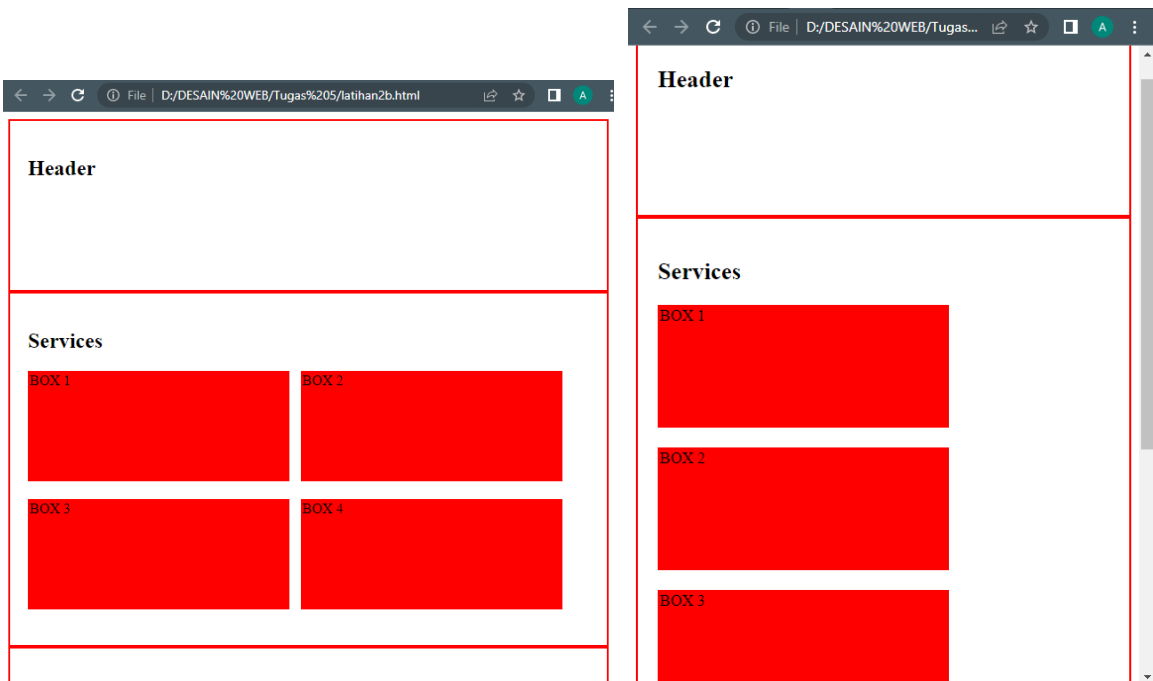 File | D:/DESAIN%20WEB/Tugas%205/latihan2b.html
A
Header
Services
BOX 1
BOX 2
BOX 3
BOX 4
File | D:/DESAIN%20WEB/Tugas...
A
Header
Services
BOX 1
BOX 2
BOX 3